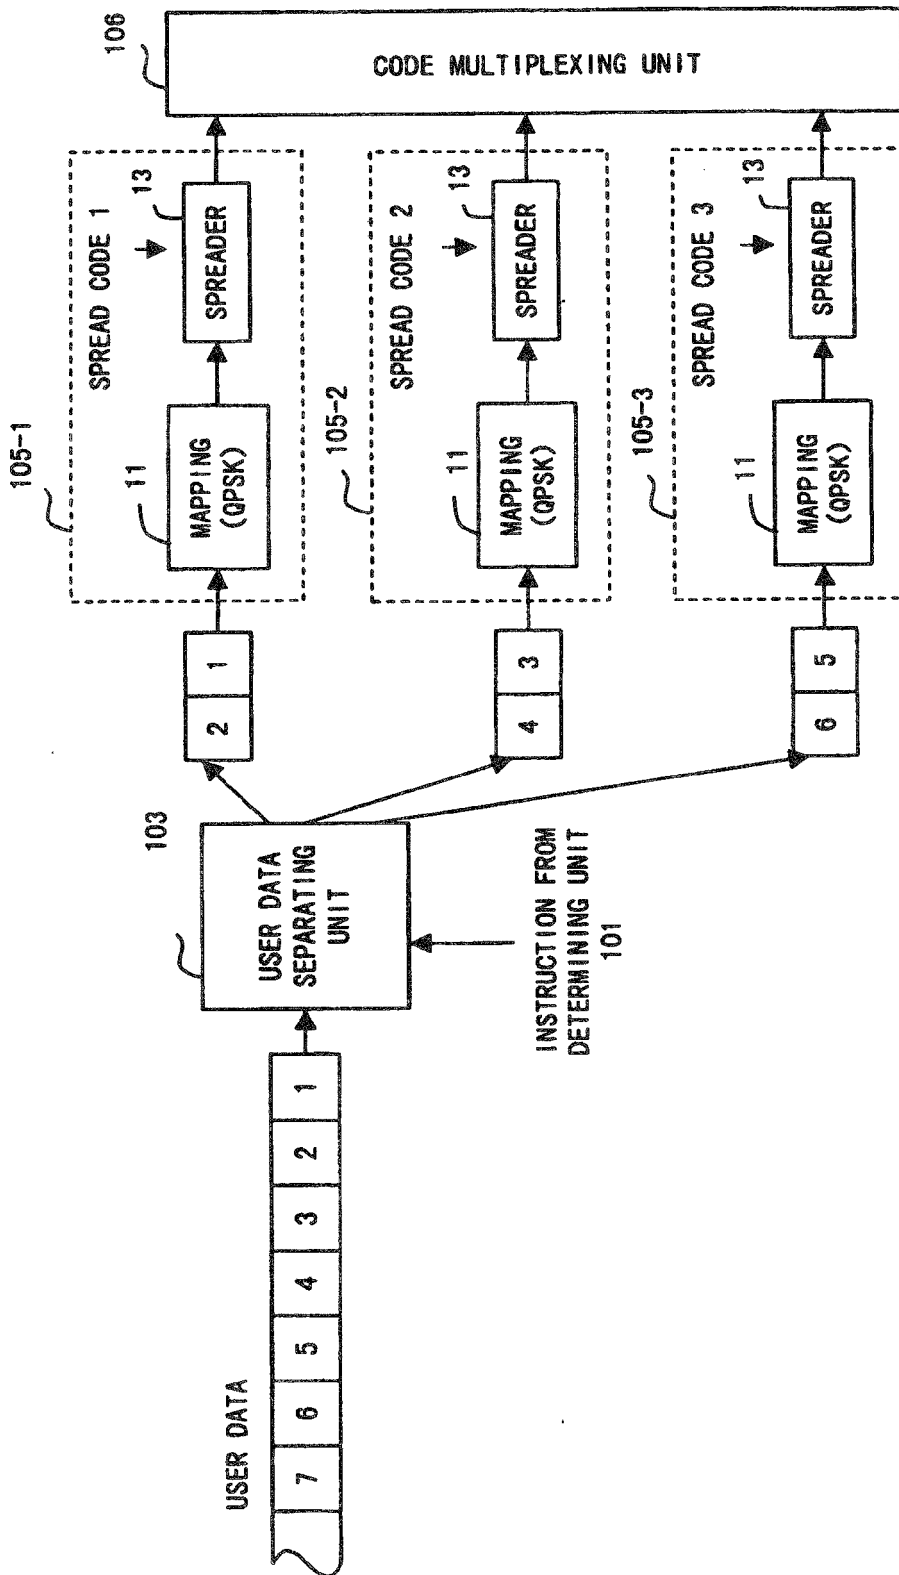 USER DATA
7
6
5
4
3
2
1
103
USER DATA
SEPARATING
UNIT
INSTRUCTION FROM
DETERMINING UNIT
101
2
1
4
3
6
5
105-1
SPREAD CODE 1
11
MAPPING
(QPSK)
13
SPREADER
105-2
SPREAD CODE 2
11
MAPPING
(QPSK)
13
SPREADER
105-3
SPREAD CODE 3
11
MAPPING
(QPSK)
13
SPREADER
106
CODE MULTIPLEXING UNIT